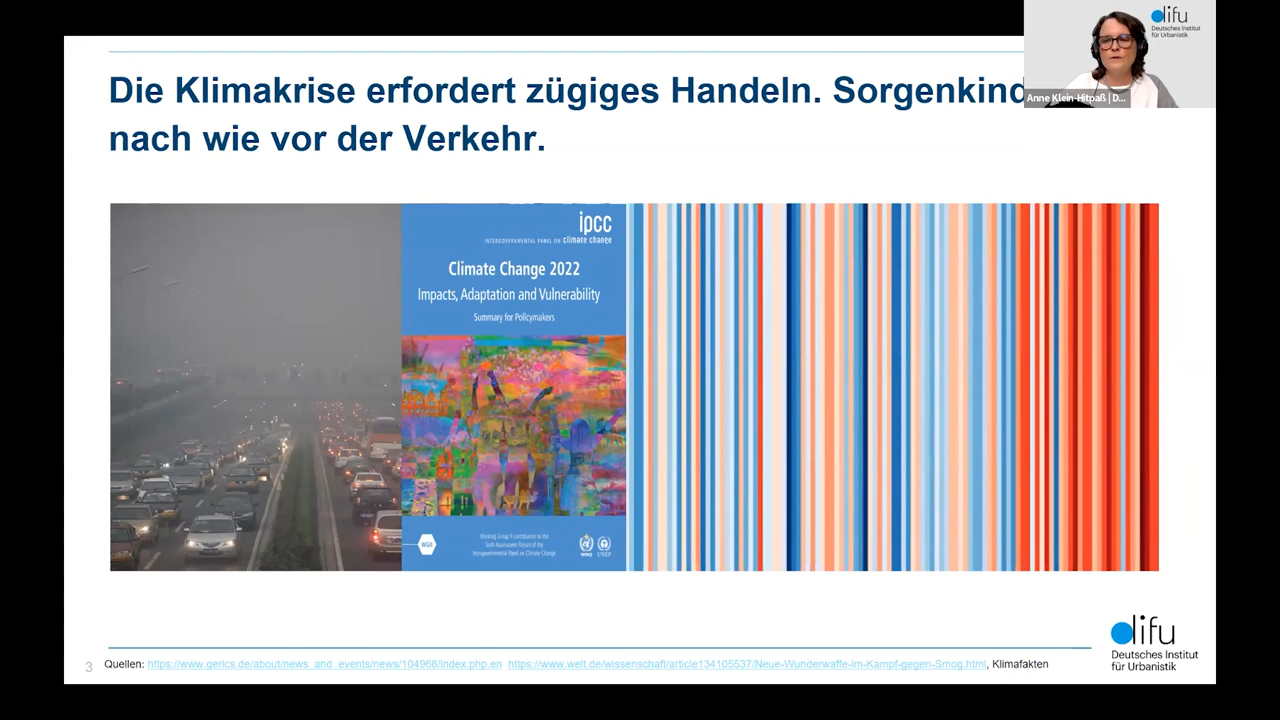 difu
Deutsches Institut
für Urbanistik
Anne Klein-Hitpaß | D...
Die Klimakrise erfordert zügiges Handeln. Sorgenkind
nach wie vor der Verkehr.
ipcc
INTERGOVERNMENTAL PANEL ON climate change
Climate Change 2022
Impacts, Adaptation and Vulnerability
Summary for Policymakers
WGII
Working Group II contribution to the
Sixth Assessment Report of the
Intergovernmental Panel on Climate Change
WMO UNEP
difu
Deutsches Institut
für Urbanistik
3 Quellen: https://www.gerics.de/about/news_and_events/news/104968/index.php.en https://www.welt.de/wissenschaft/article134105537/Neue-Wunderwaffe-im-Kampf-gegen-Smog.html, Klimafakten